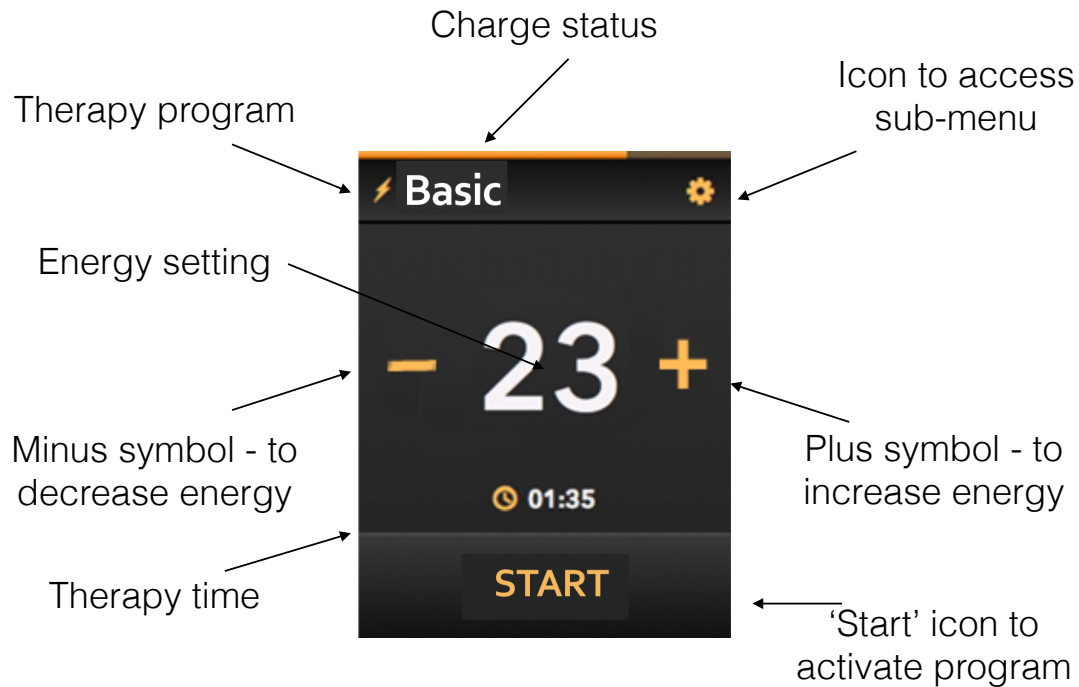 Charge status
Icon to access
sub-menu
Therapy program
Basic
Energy setting
23
Minus symbol - to
decrease energy
Plus symbol - to
increase energy
01:35
Therapy time
START
‘Start’ icon to
activate program